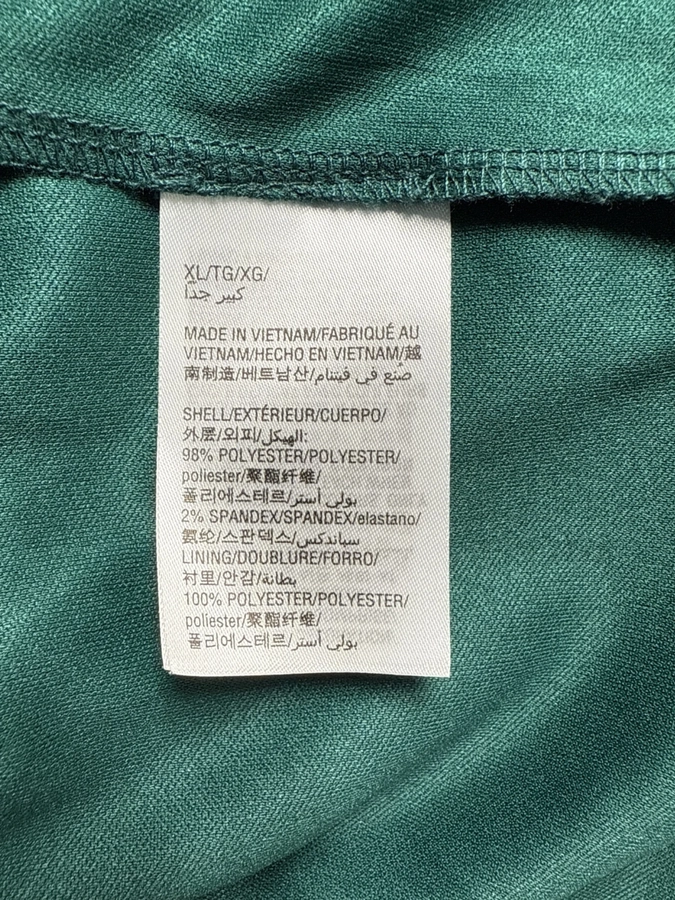 XL/TG/XG/
كبير جداً
MADE IN VIETNAM/FABRIQUÉ AU
VIETNAM/HECHO EN VIETNAM/越
南制造/베트남산/صُنع في فيتنام
SHELL/EXTÉRIEUR/CUERPO/
外层/외피/الهيكل:
98% POLYESTER/POLYESTER/
poliester/聚酯纤维/
폴리에스테르/بولي أستر
2% SPANDEX/SPANDEX/elastano/
氨纶/스판덱스/سباندكس
LINING/DOUBLURE/FORRO/
衬里/안감/بطانة
100% POLYESTER/POLYESTER/
poliester/聚酯纤维/
폴리에스테르/بولي أستر